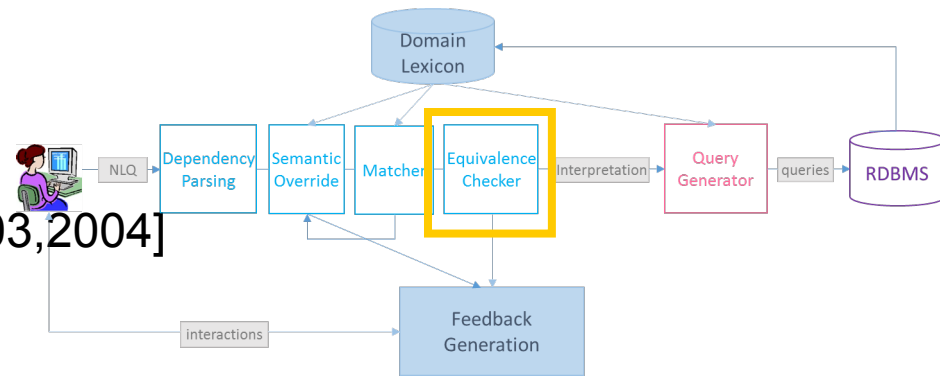 Domain
Lexicon
NLQ
Dependency
Parsing
Semantic
Override
Matcher
Equivalence
Checker
Interpretation
Query
Generator
queries
RDBMS
03,2004]
Feedback
Generation
interactions